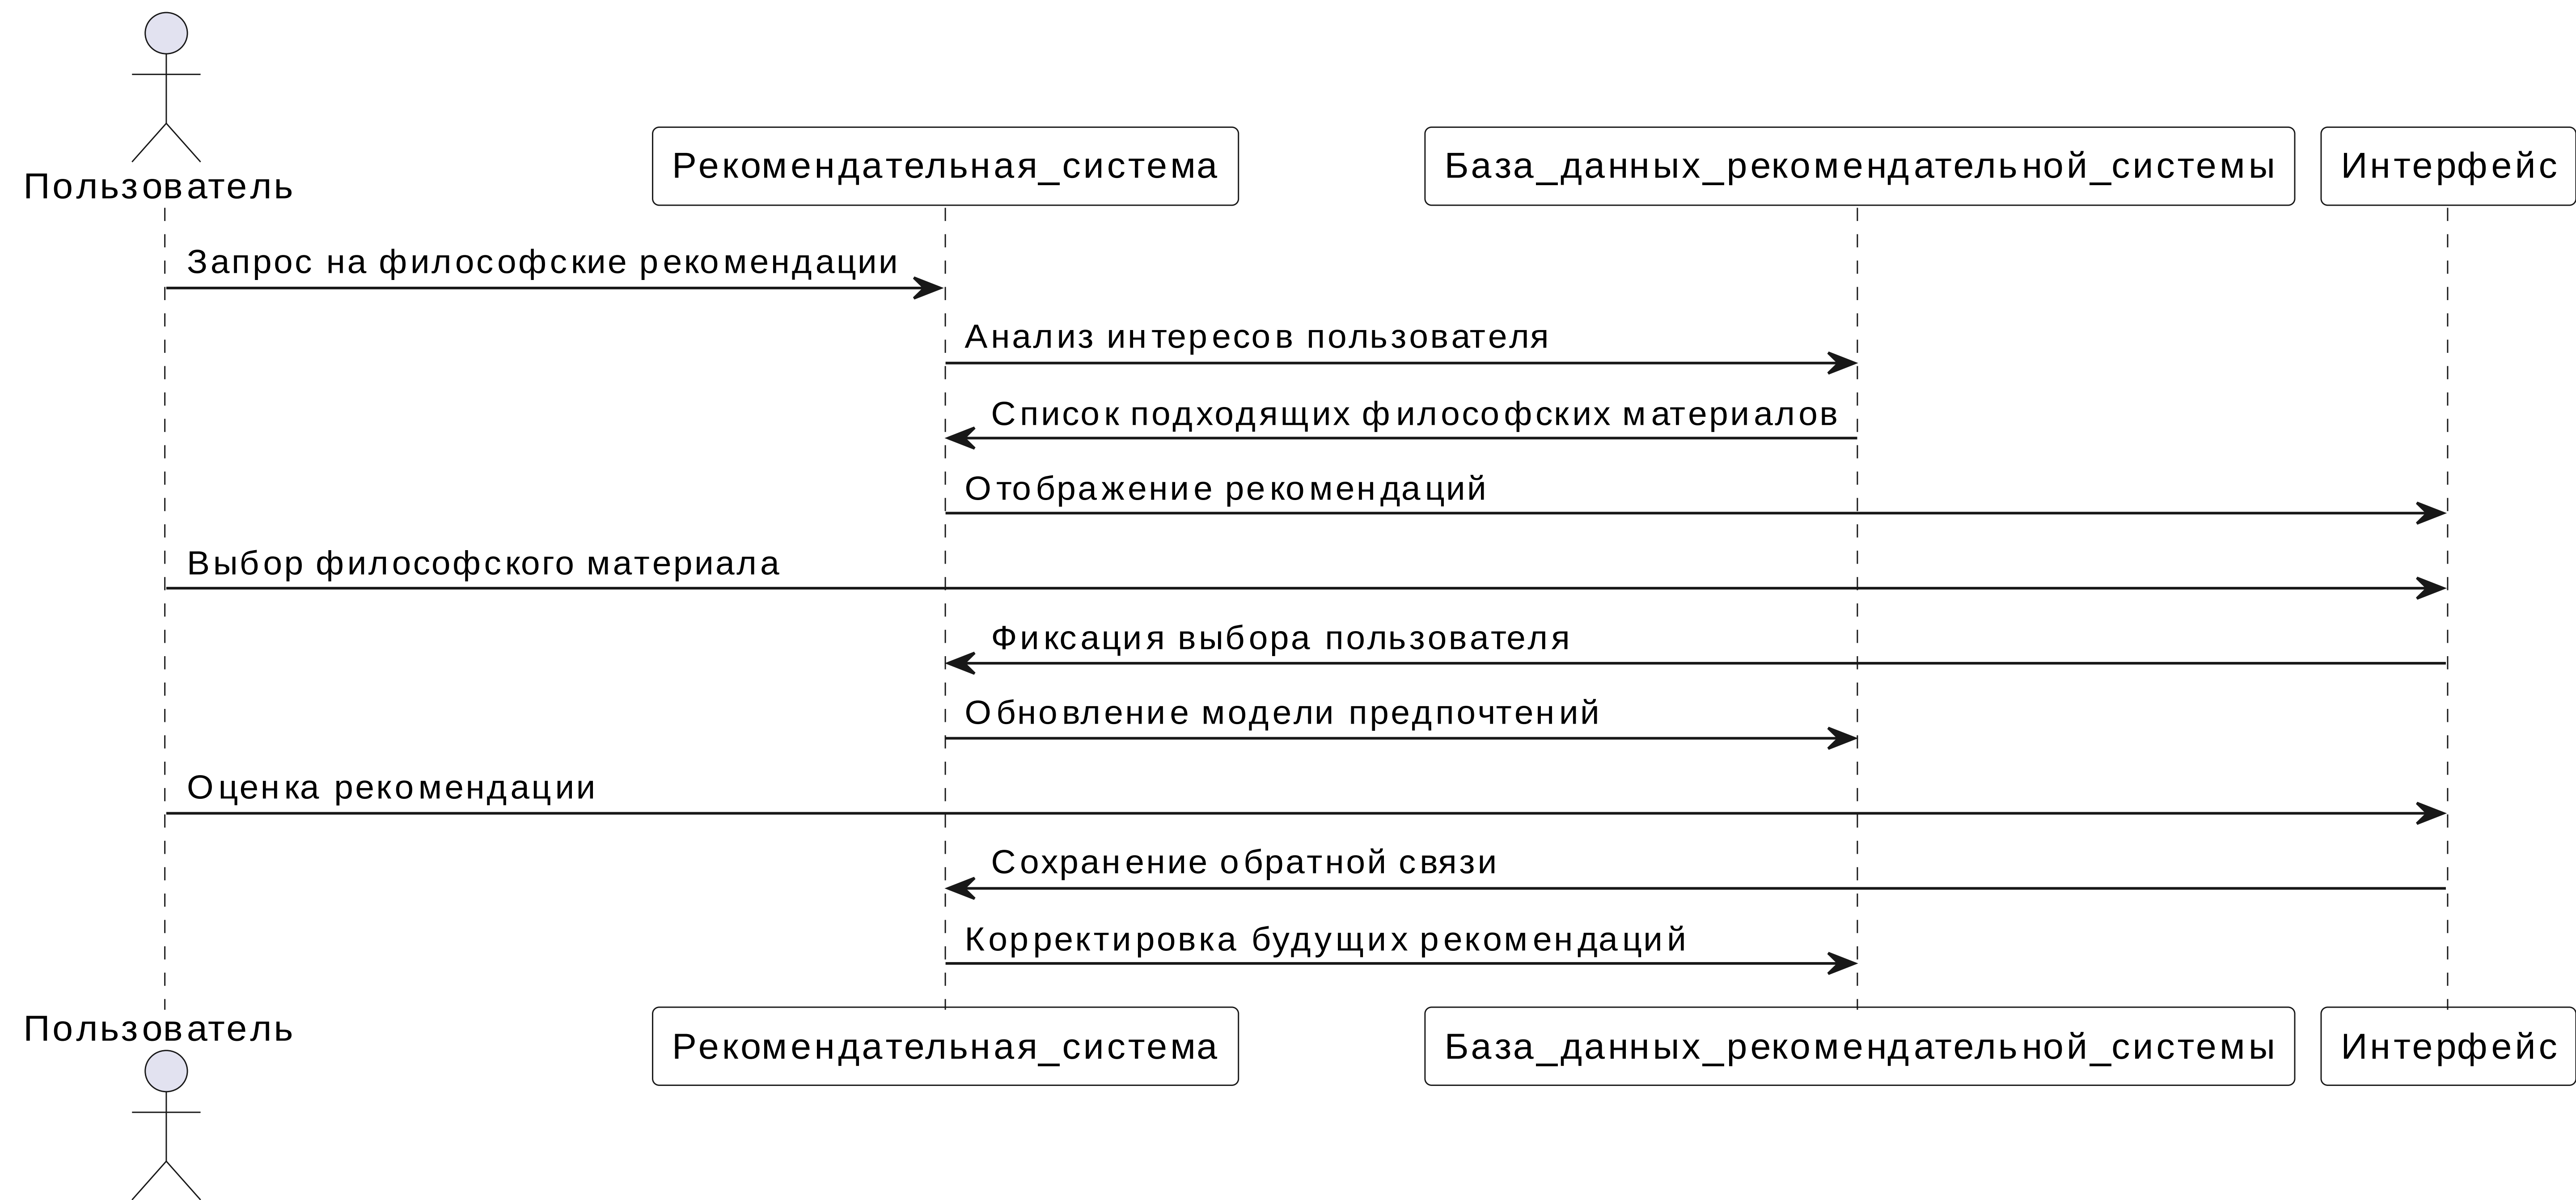 Пользователь
Рекомендательная_система
База_данных_рекомендательной_системы
Интерфейс
Запрос на философские рекомендации
Анализ интересов пользователя
Список подходящих философских материалов
Отображение рекомендаций
Выбор философского материала
Фиксация выбора пользователя
Обновление модели предпочтений
Оценка рекомендации
Сохранение обратной связи
Корректировка будущих рекомендаций
Пользователь
Рекомендательная_система
База_данных_рекомендательной_системы
Интерфейс